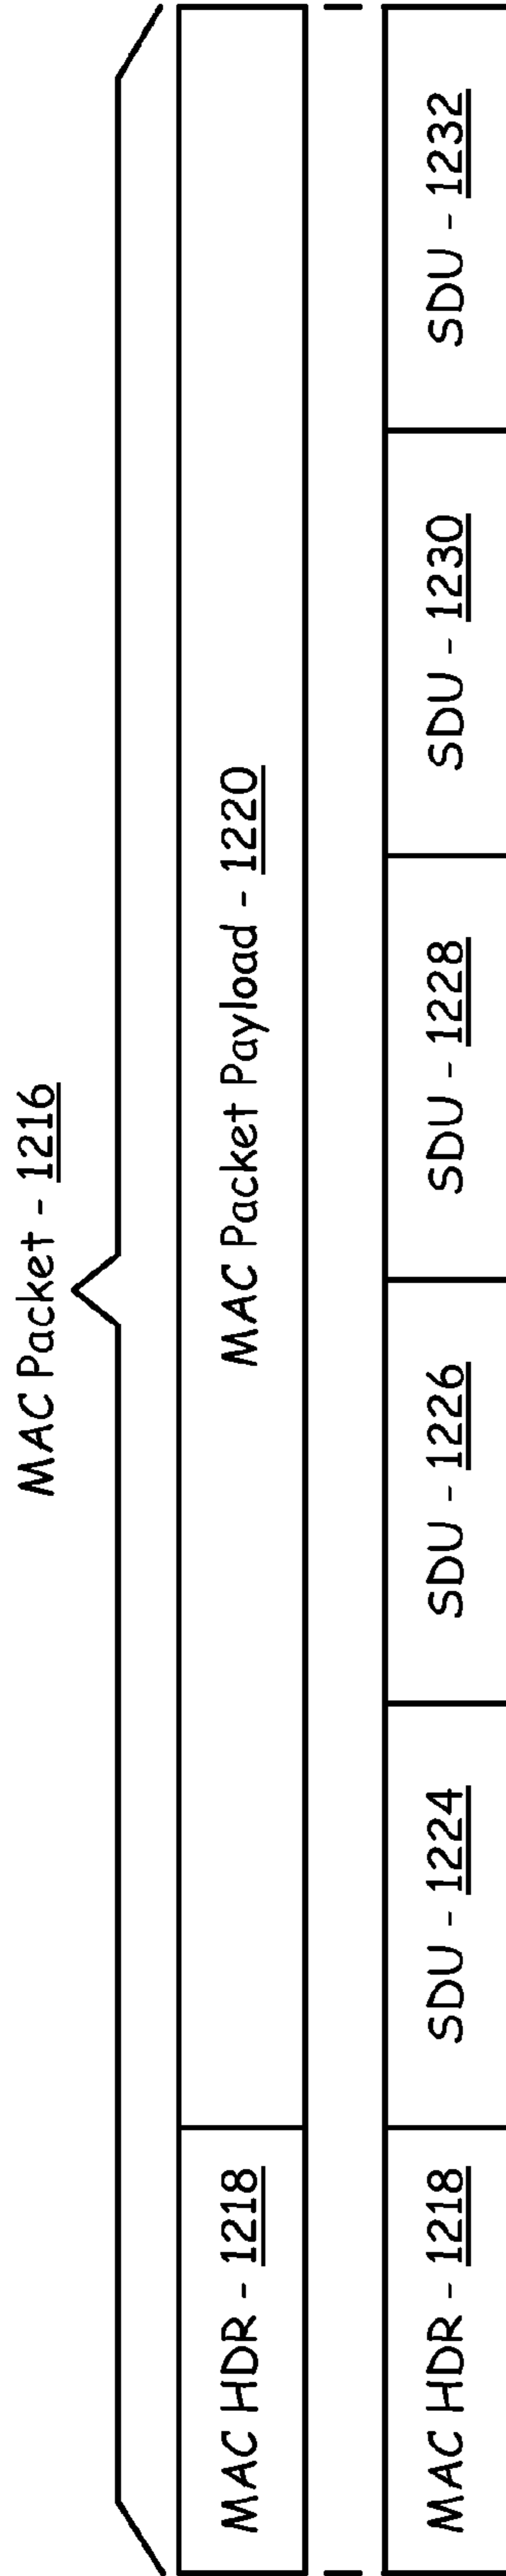 MAC Packet - 1216
MAC HDR - 1218
MAC Packet Payload - 1220
MAC HDR - 1218
SDU - 1224
SDU - 1226
SDU - 1228
SDU - 1230
SDU - 1232